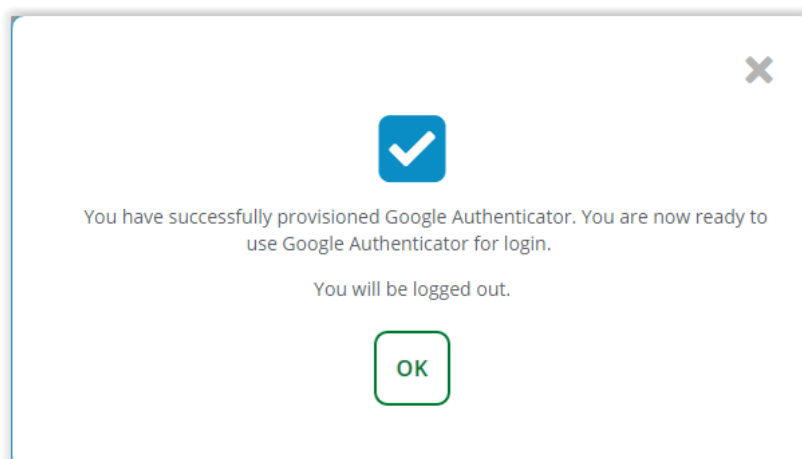 You have successfully provisioned Google Authenticator. You are now ready to
use Google Authenticator for login.
You will be logged out.
OK